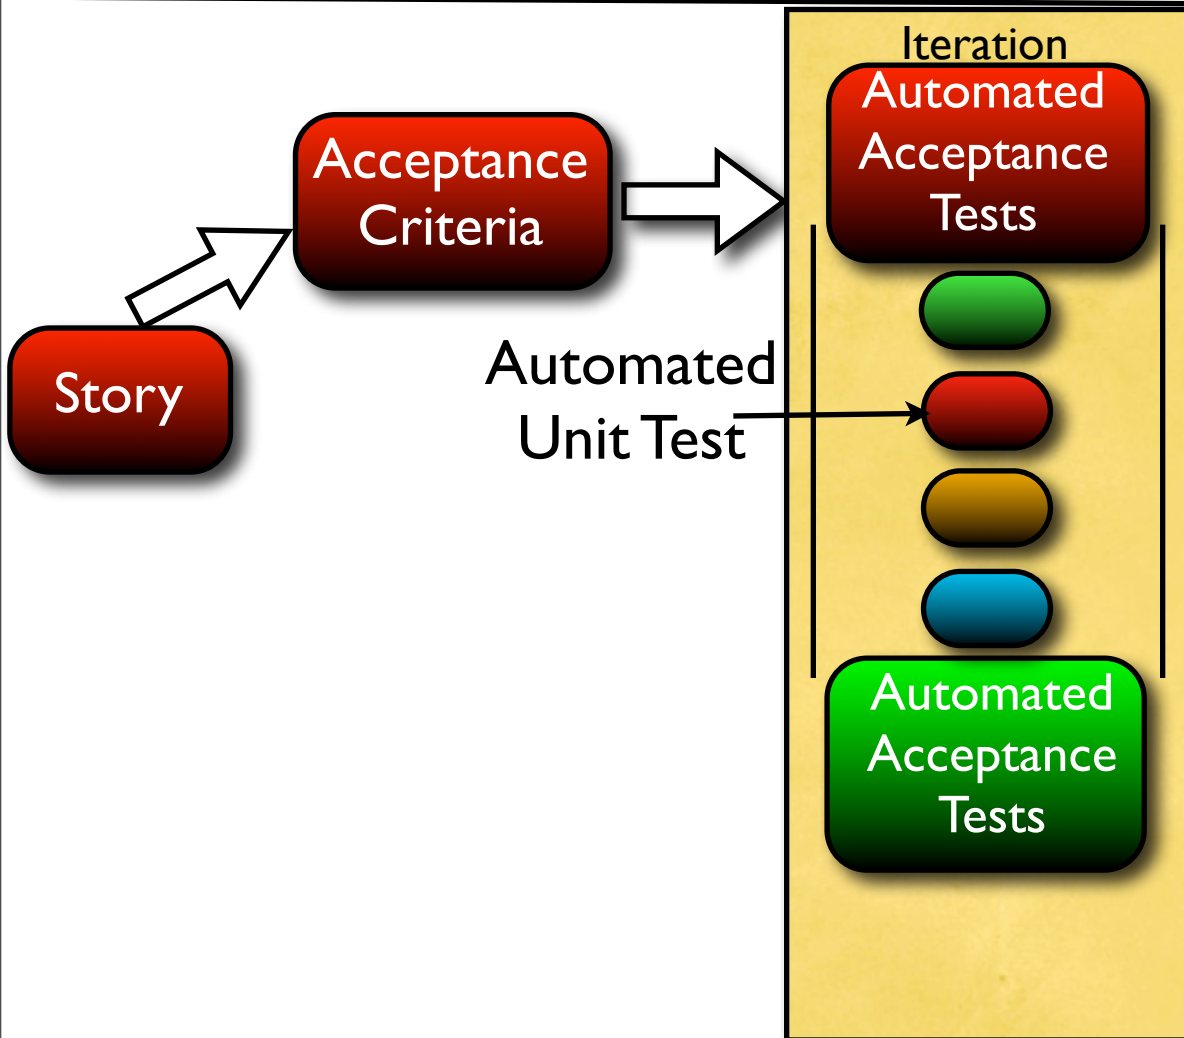 Iteration
Automated
Acceptance
Tests
Acceptance
Criteria
Story
Automated
Unit Test
Automated
Acceptance
Tests